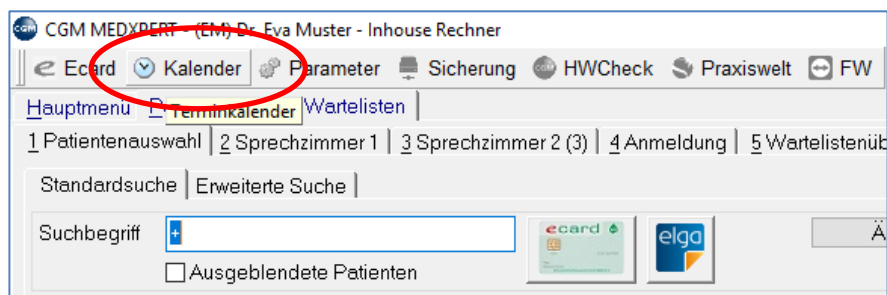 CGM MEDXPERT - (EM) Dr. Eva Muster - Inhouse Rechner
e Ecard Kalender Parameter Sicherung HWCheck Praxiswelt FW
Hauptmenü Terminkalender Wartelisten
1 Patientenauswahl 2 Sprechzimmer 1 3 Sprechzimmer 2 (3) 4 Anmeldung 5 Wartelistenüb
Standardsuche Erweiterte Suche
Suchbegriff + ecard elga Ä
Ausgeblendete Patienten